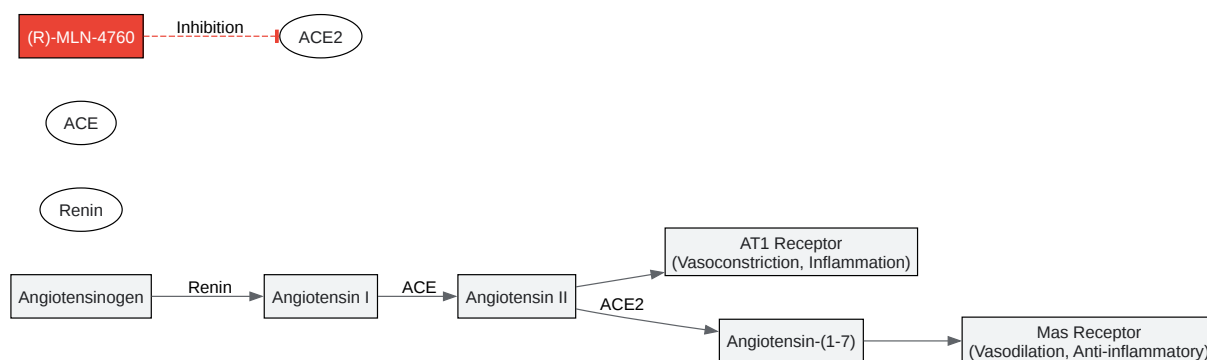 (R)-MLN-4760
Inhibition
ACE2
ACE
Renin
Angiotensinogen
Renin
Angiotensin I
ACE
Angiotensin II
ACE2
AT1 Receptor
(Vasoconstriction, Inflammation)
Angiotensin-(1-7)
Mas Receptor
(Vasodilation, Anti-inflammatory)